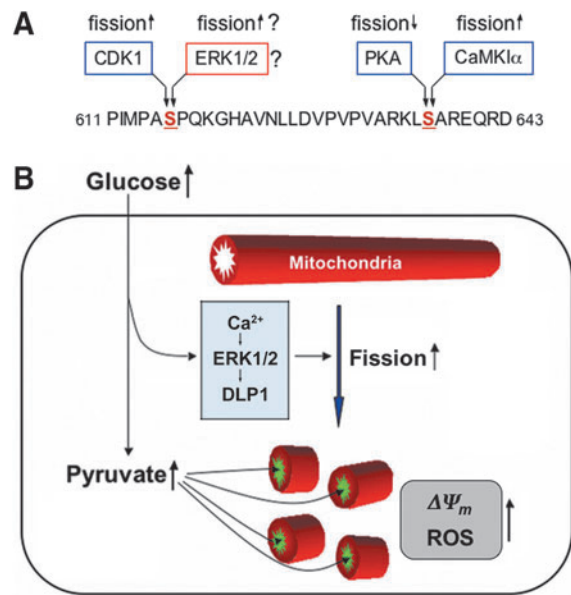 A
fission↑ fission↑? fission↓ fission↑
CDK1 ERK1/2 ? PKA CaMKIα
611 PIMPASPQKGHAVNLLDVPVPVARKLSAREQRD 643
B
Glucose↑
Mitochondria
Ca²⁺
↓
ERK1/2
↓
DLP1
Fission↑
Pyruvate↑
ΔΨm
ROS